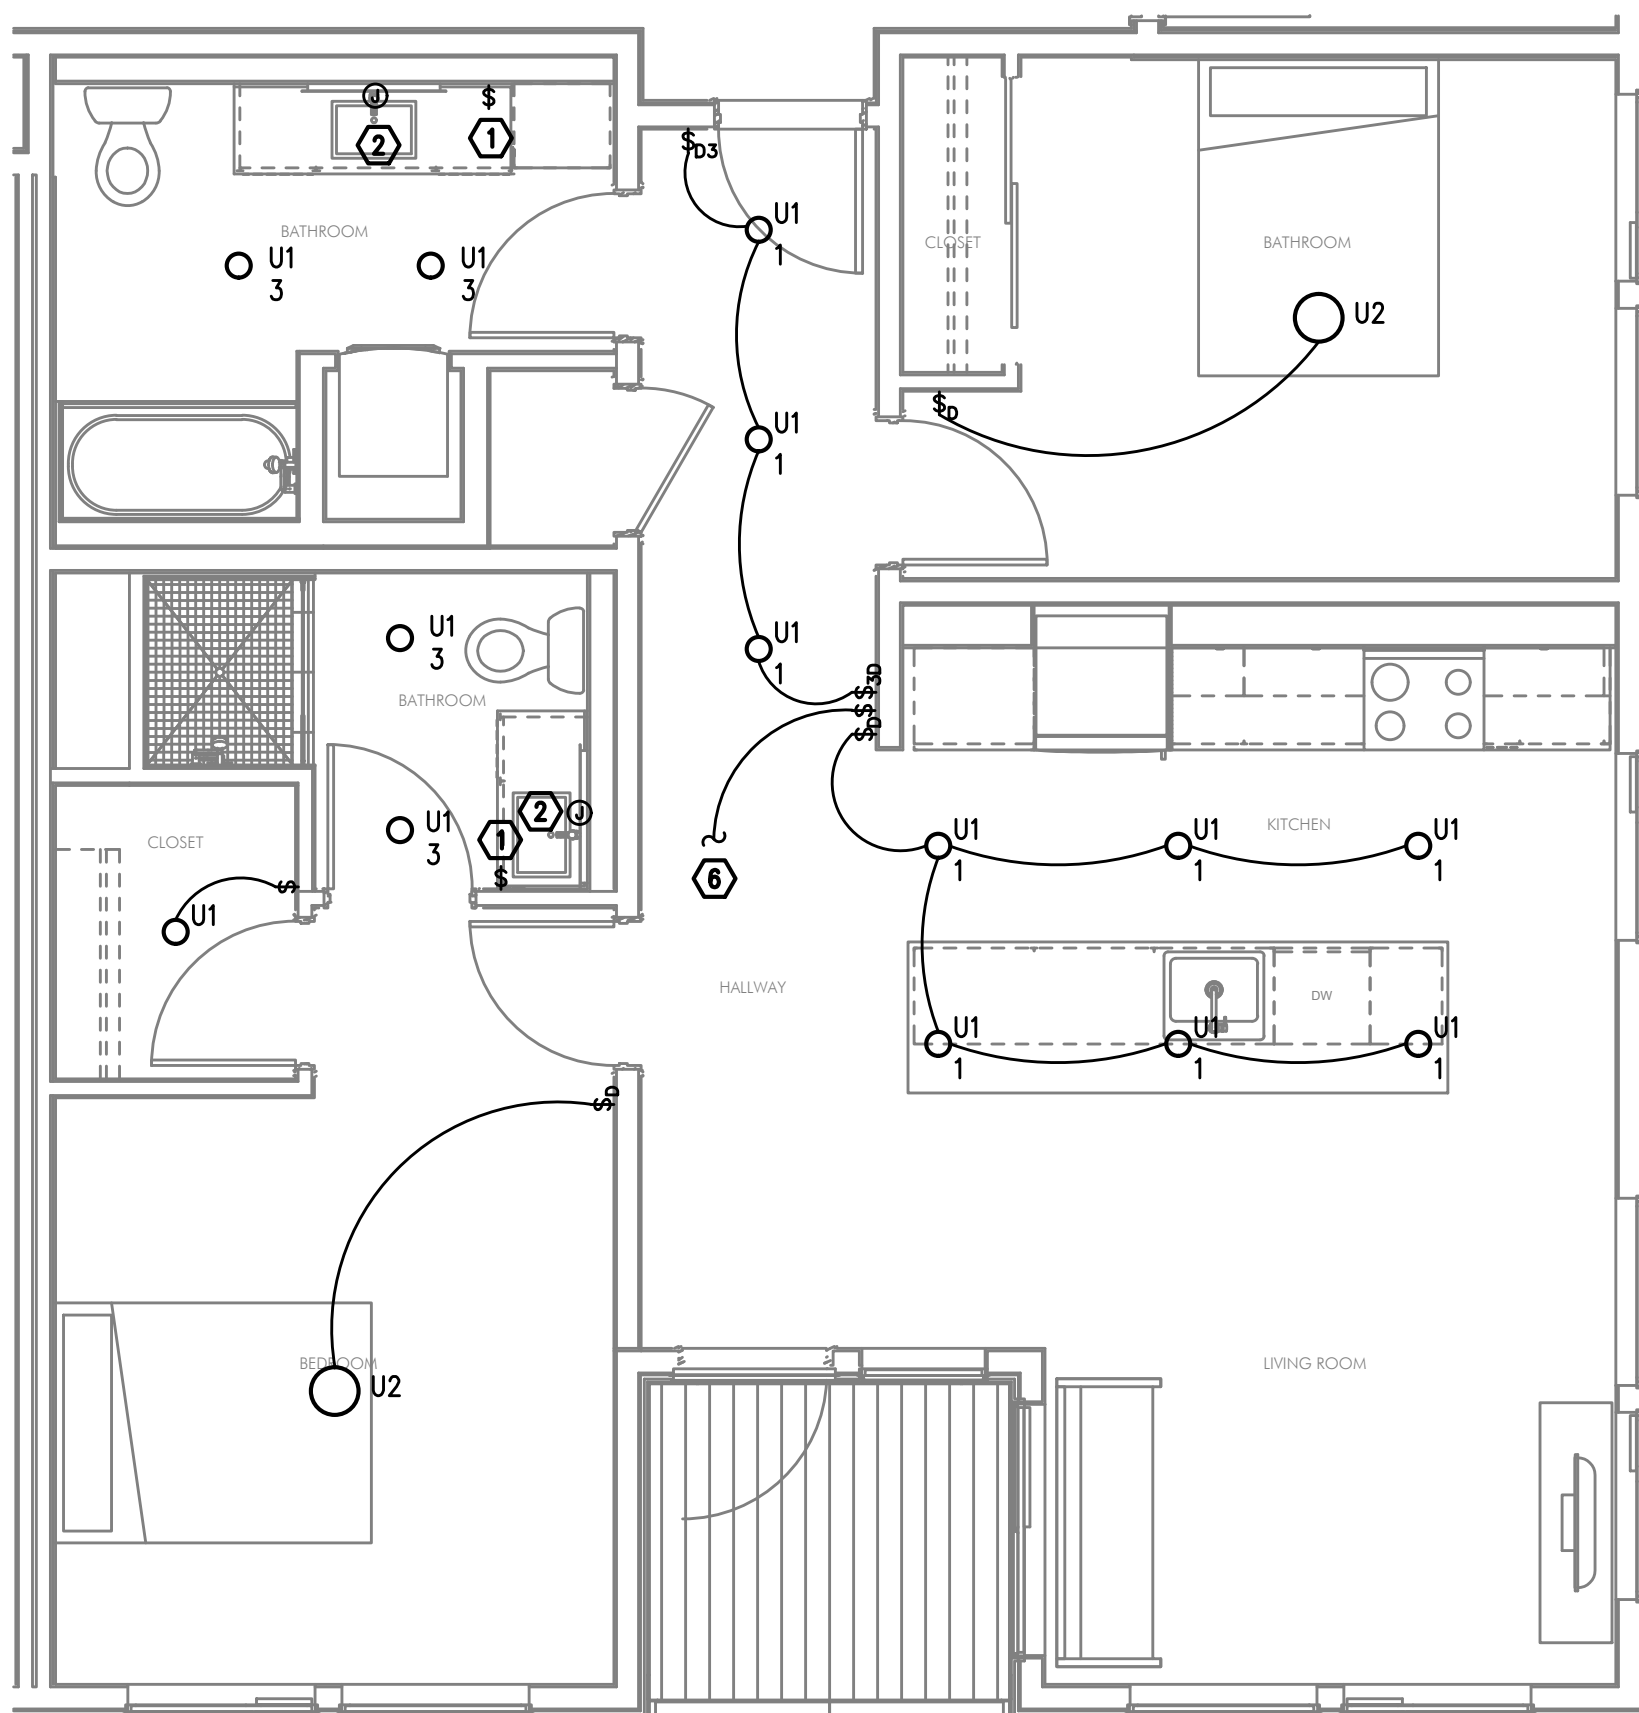 J
$
2
1
$D3
U1
1
BATHROOM
U1
3
U1
3
CLOSET
BATHROOM
U2
$D
U1
1
U1
1
U1
3
BATHROOM
$3D
$
$D
2
J
1
$
U1
3
CLOSET
$
U1
6
KITCHEN
U1
1
U1
1
U1
1
HALLWAY
DW
U1
1
U1
1
U1
1
$D
BEDROOM
U2
LIVING ROOM